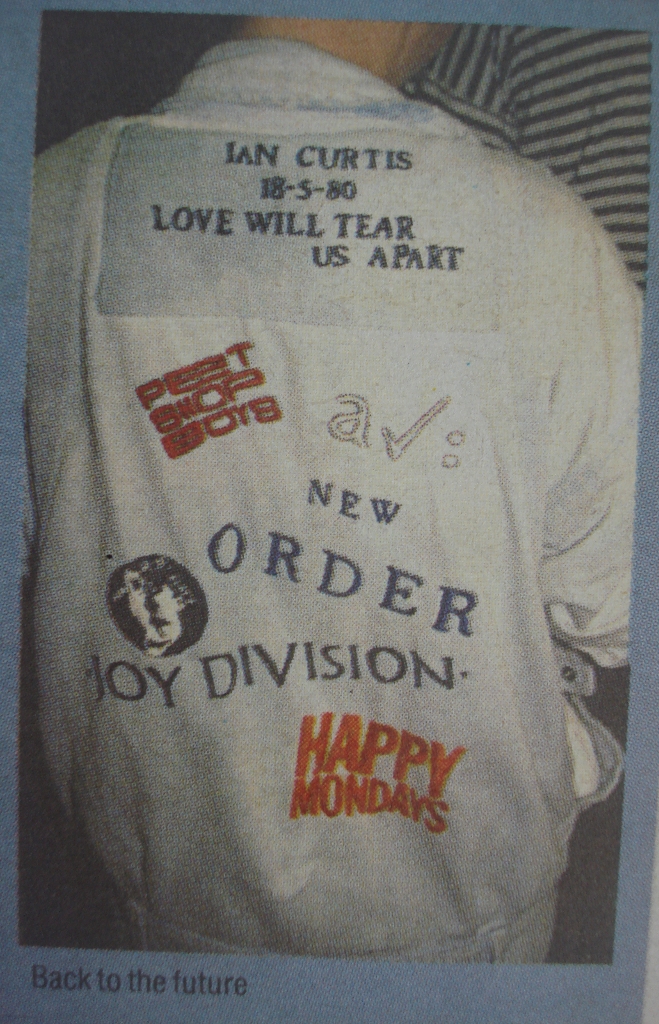 IAN CURTIS
18-5-80
LOVE WILL TEAR
US APART
PEET
SHOP
BOYS
a✓:
NEW
ORDER
JOY DIVISION·
HAPPY
MONDAYS
Back to the future